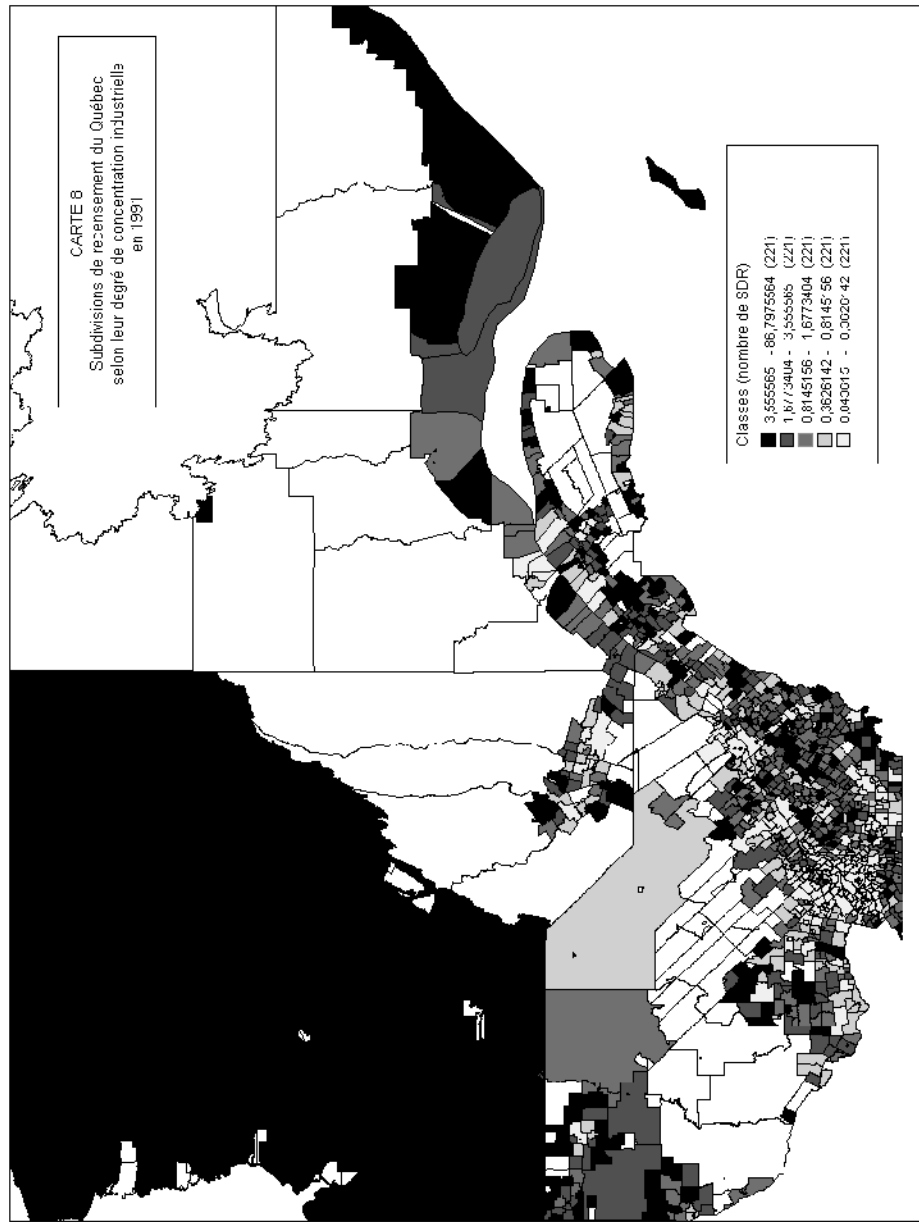 CARTE 8
Subdivisions de recensement du Québec
selon leur degré de concentration industrielle
en 1991
Classes (nombre de SDR)
3,555565 - 86,7975564 (221)
1,6773404 - 3,555565 (221)
0,8145156 - 1,6773404 (221)
0,3626142 - 0,8145156 (221)
(221)